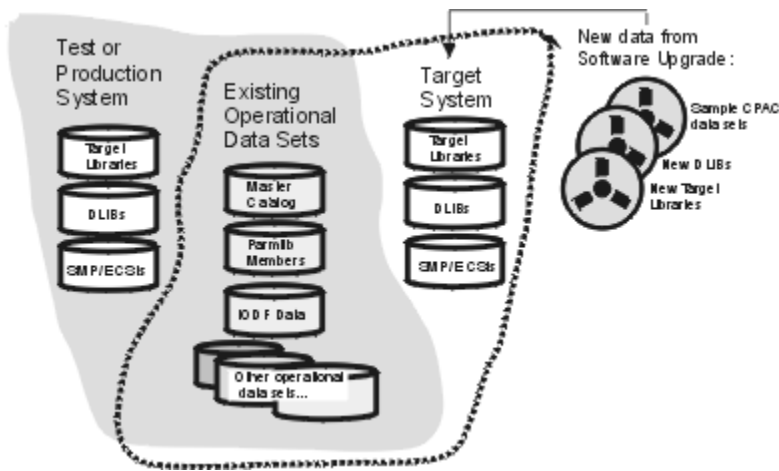 Test or
Production
System
Target
Libraries
DLIBs
SMP/E CSIs
Existing
Operational
Data Sets
Master
Catalog
Parmlib
Members
IODF Data
Other operational
data sets...
Target
System
Target
Libraries
DLIBs
SMP/E CSIs
New data from
Software Upgrade:
Sample CPAC
data sets
New DLIBs
New Target
Libraries